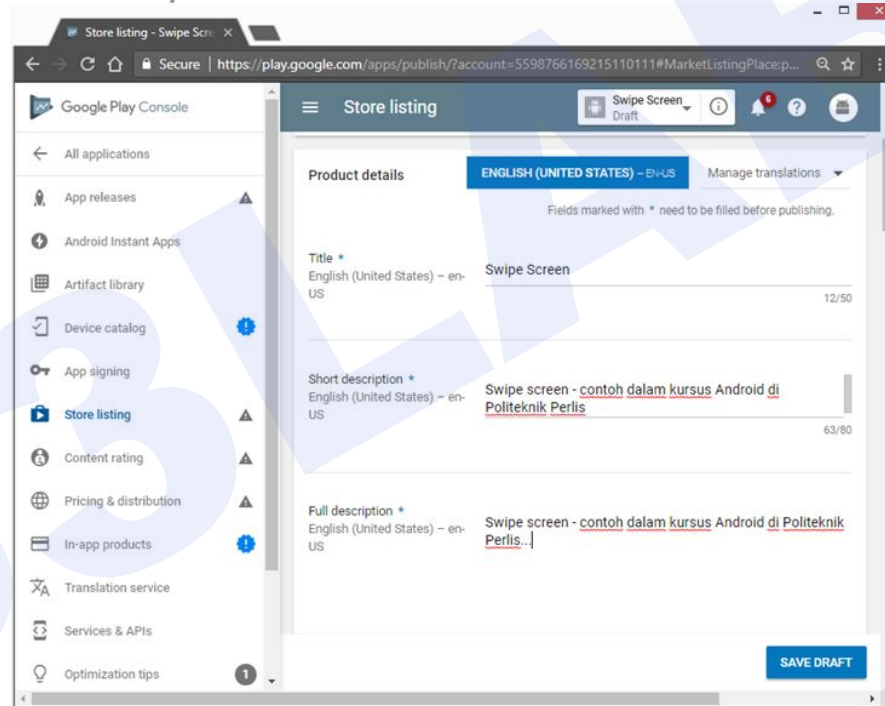 Store listing - Swipe Scre
Secure | https://play.google.com/apps/publish/?account=5598766169215110111#MarketListingPlace:p...
Google Play Console
Store listing
Swipe Screen
Draft
6
All applications
App releases
Android Instant Apps
Artifact library
Device catalog
App signing
Store listing
Content rating
Pricing & distribution
In-app products
Translation service
Services & APIs
Optimization tips
1
Product details
ENGLISH (UNITED STATES) – EN-US
Manage translations
Fields marked with * need to be filled before publishing.
Title *
English (United States) – en-
US
Swipe Screen
12/50
Short description *
English (United States) – en-
US
Swipe screen - contoh dalam kursus Android di
Politeknik Perlis
63/80
Full description *
English (United States) – en-
US
Swipe screen - contoh dalam kursus Android di Politeknik
Perlis...
SAVE DRAFT